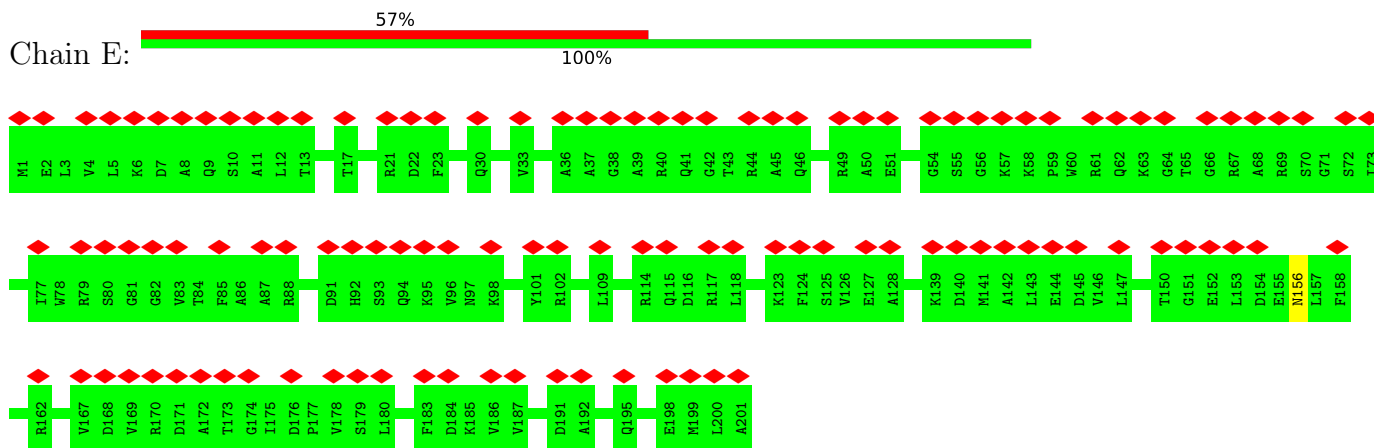 57%
Chain E:
100%
M1 E2 L3 V4 L5 K6 D7 A8 Q9 S10 A11 L12 T13 T17 R21 D22 F23 Q30 V33 A36 A37 G38 A39 R40 Q41 G42 T43 R44 A45 Q46 R49 A50 E51 G54 S55 G56 K57 K58 P59 W60 R61 Q62 K63 G64 T65 G66 R67 A68 R69 S70 G71 S72 I73
I77 W78 R79 S80 G81 G82 V83 T84 F85 A86 A87 R88 D91 H92 S93 Q94 K95 V96 N97 K98 Y101 R102 L109 R114 Q115 D116 R117 L118 K123 F124 S125 V126 E127 A128 K139 D140 M141 A142 L143 E144 D145 V146 L147 T150 G151 E152 L153 D154 E155 N156 L157 F158
R162 V167 D168 V169 R170 D171 A172 T173 G174 I175 D176 P177 V178 S179 L180 F183 D184 K185 V186 V187 D191 A192 Q195 E198 M199 L200 A201